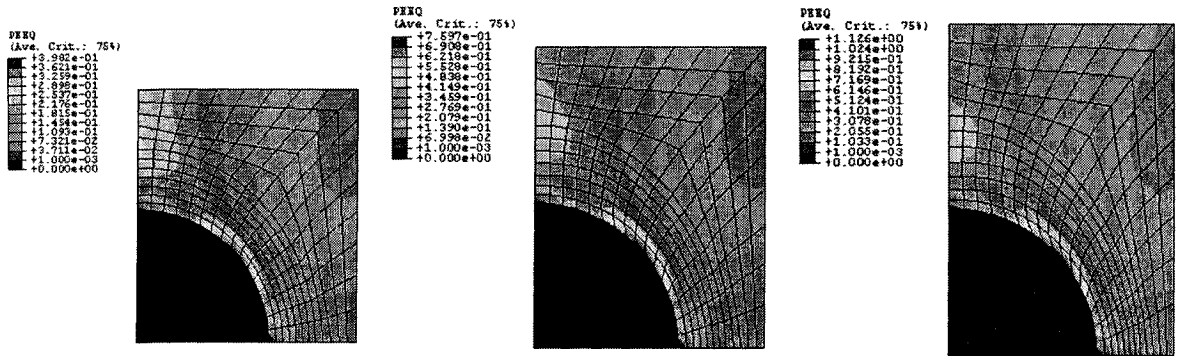 PEEQ
(Ave. Crit.: 75%)
+3.982e-01
+3.621e-01
+3.259e-01
+2.898e-01
+2.537e-01
+2.176e-01
+1.815e-01
+1.454e-01
+1.093e-01
+7.321e-02
+3.711e-02
+1.000e-03
+0.000e+00
PEEQ
(Ave. Crit.: 75%)
+7.597e-01
+6.908e-01
+6.218e-01
+5.528e-01
+4.838e-01
+4.149e-01
+3.459e-01
+2.769e-01
+2.079e-01
+1.390e-01
+6.998e-02
+1.000e-03
+0.000e+00
PEEQ
(Ave. Crit.: 75%)
+1.126e+00
+1.024e+00
+9.215e-01
+8.192e-01
+7.169e-01
+6.146e-01
+5.124e-01
+4.101e-01
+3.078e-01
+2.055e-01
+1.033e-01
+1.000e-03
+0.000e+00